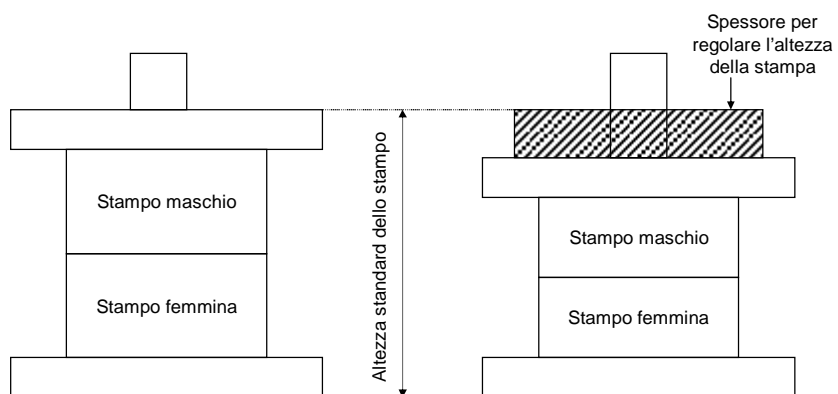 Spessore per
regolare l'altezza
della stampa
Stampo maschio
Stampo femmina
Altezza standard dello stampo
Stampo maschio
Stampo femmina